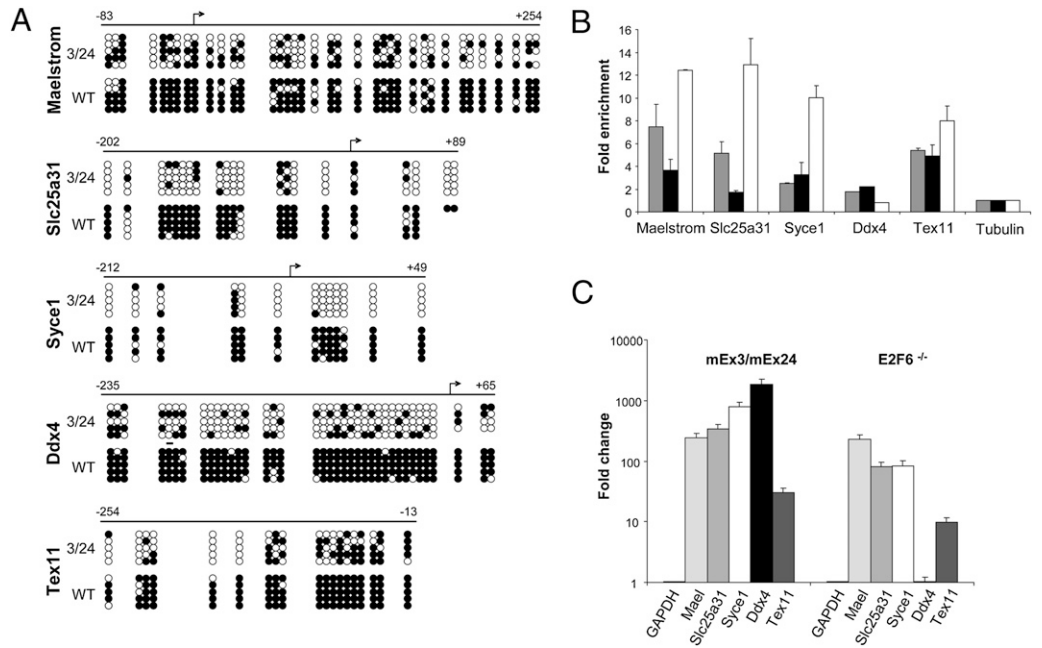 A
-83 +254
Maelstrom
3/24
WT
-202 +89
Slc25a31
3/24
WT
-212 +49
Syce1
3/24
WT
-235 +65
Ddx4
3/24
WT
-254 -13
Tex11
3/24
WT
B
Fold enrichment
16
14
12
10
8
6
4
2
0
Maelstrom Slc25a31 Syce1 Ddx4 Tex11 Tubulin
C
Fold change
10000
1000
100
10
1
mEx3/mEx24 E2F6 -/-
GAPDH Mael Slc25a31 Syce1 Ddx4 Tex11 GAPDH Mael Slc25a31 Syce1 Ddx4 Tex11